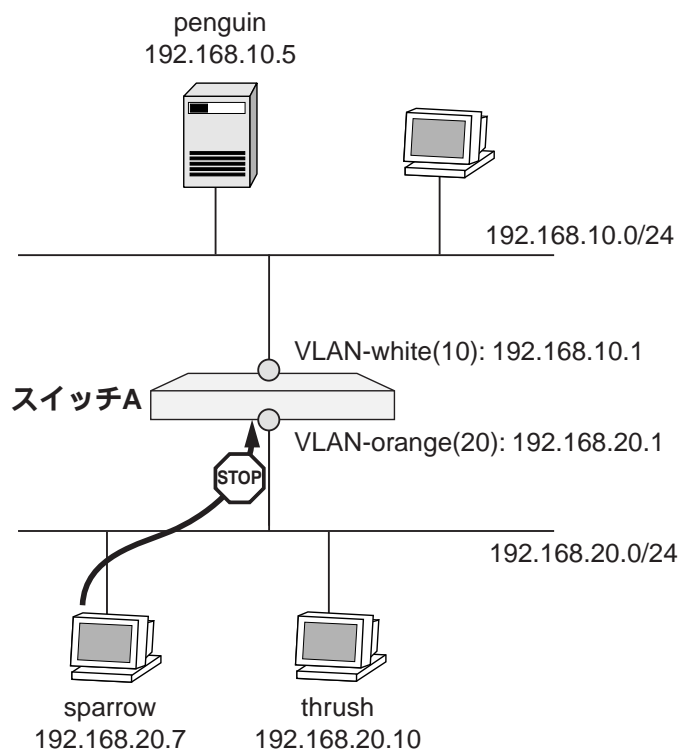 penguin
192.168.10.5
192.168.10.0/24
VLAN-white(10): 192.168.10.1
スイッチA
VLAN-orange(20): 192.168.20.1
STOP
192.168.20.0/24
sparrow
192.168.20.7
thrush
192.168.20.10